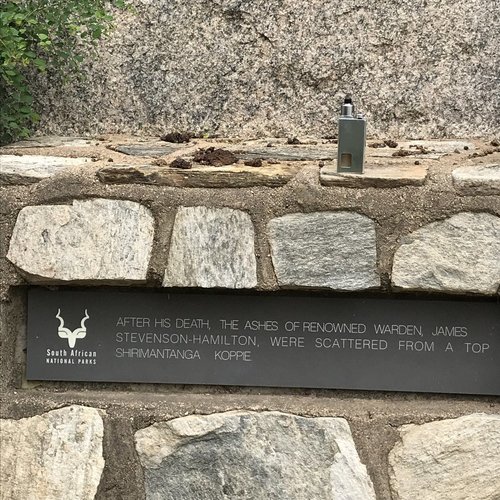 AFTER HIS DEATH, THE ASHES OF RENOWNED WARDEN, JAMES
STEVENSON-HAMILTON, WERE SCATTERED FROM A TOP
SHIRIMANTANGA KOPPIE
South African
NATIONAL PARKS